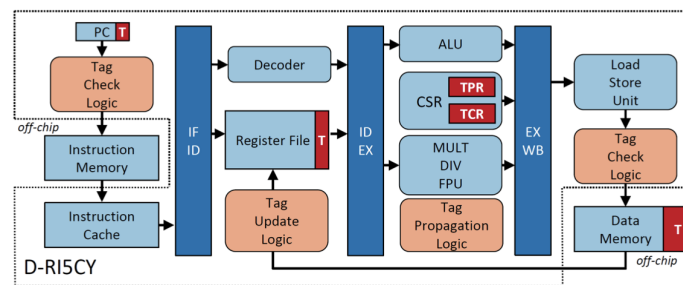 PC T
Tag
Check
Logic
off-chip
Instruction
Memory
Instruction
Cache
D-RI5CY
IF
ID
Decoder
Register File T
Tag
Update
Logic
ID
EX
ALU
CSR
TPR
TCR
MULT
DIV
FPU
Tag
Propagation
Logic
EX
WB
Load
Store
Unit
Tag
Check
Logic
Data
Memory
T
off-chip